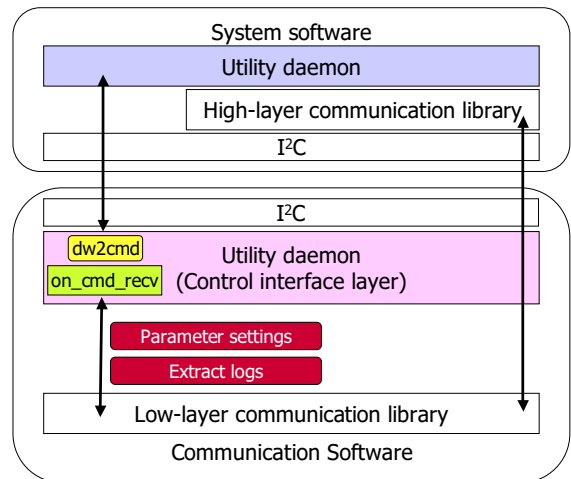 System software
Utility daemon
High-layer communication library
I²C
I²C
dw2cmd
on_cmd_recv
Utility daemon
(Control interface layer)
Parameter settings
Extract logs
Low-layer communication library
Communication Software